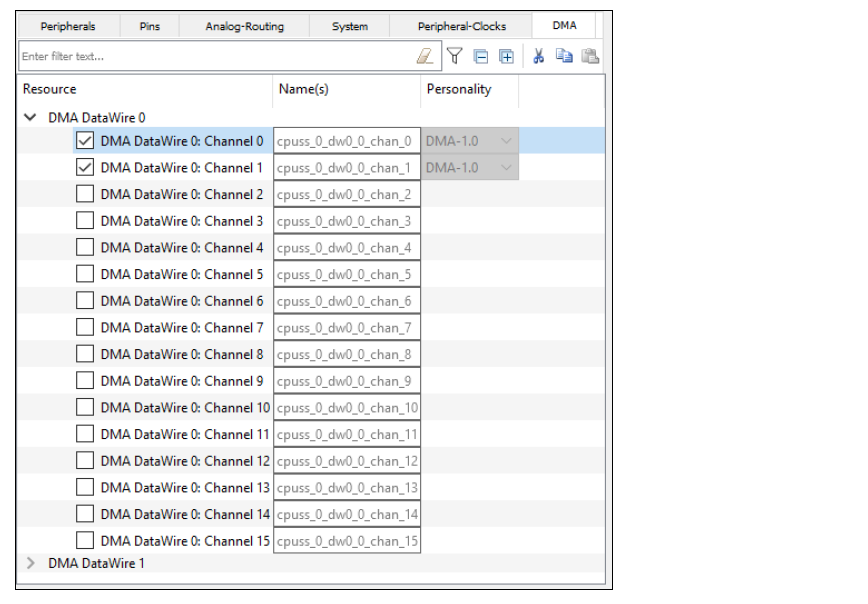 Peripherals Pins Analog-Routing System Peripheral-Clocks DMA
Enter filter text...
Resource Name(s) Personality
DMA DataWire 0
DMA DataWire 0: Channel 0 cpuss_0_dw0_0_chan_0 DMA-1.0
DMA DataWire 0: Channel 1 cpuss_0_dw0_0_chan_1 DMA-1.0
DMA DataWire 0: Channel 2 cpuss_0_dw0_0_chan_2
DMA DataWire 0: Channel 3 cpuss_0_dw0_0_chan_3
DMA DataWire 0: Channel 4 cpuss_0_dw0_0_chan_4
DMA DataWire 0: Channel 5 cpuss_0_dw0_0_chan_5
DMA DataWire 0: Channel 6 cpuss_0_dw0_0_chan_6
DMA DataWire 0: Channel 7 cpuss_0_dw0_0_chan_7
DMA DataWire 0: Channel 8 cpuss_0_dw0_0_chan_8
DMA DataWire 0: Channel 9 cpuss_0_dw0_0_chan_9
DMA DataWire 0: Channel 10 cpuss_0_dw0_0_chan_10
DMA DataWire 0: Channel 11 cpuss_0_dw0_0_chan_11
DMA DataWire 0: Channel 12 cpuss_0_dw0_0_chan_12
DMA DataWire 0: Channel 13 cpuss_0_dw0_0_chan_13
DMA DataWire 0: Channel 14 cpuss_0_dw0_0_chan_14
DMA DataWire 0: Channel 15 cpuss_0_dw0_0_chan_15
DMA DataWire 1